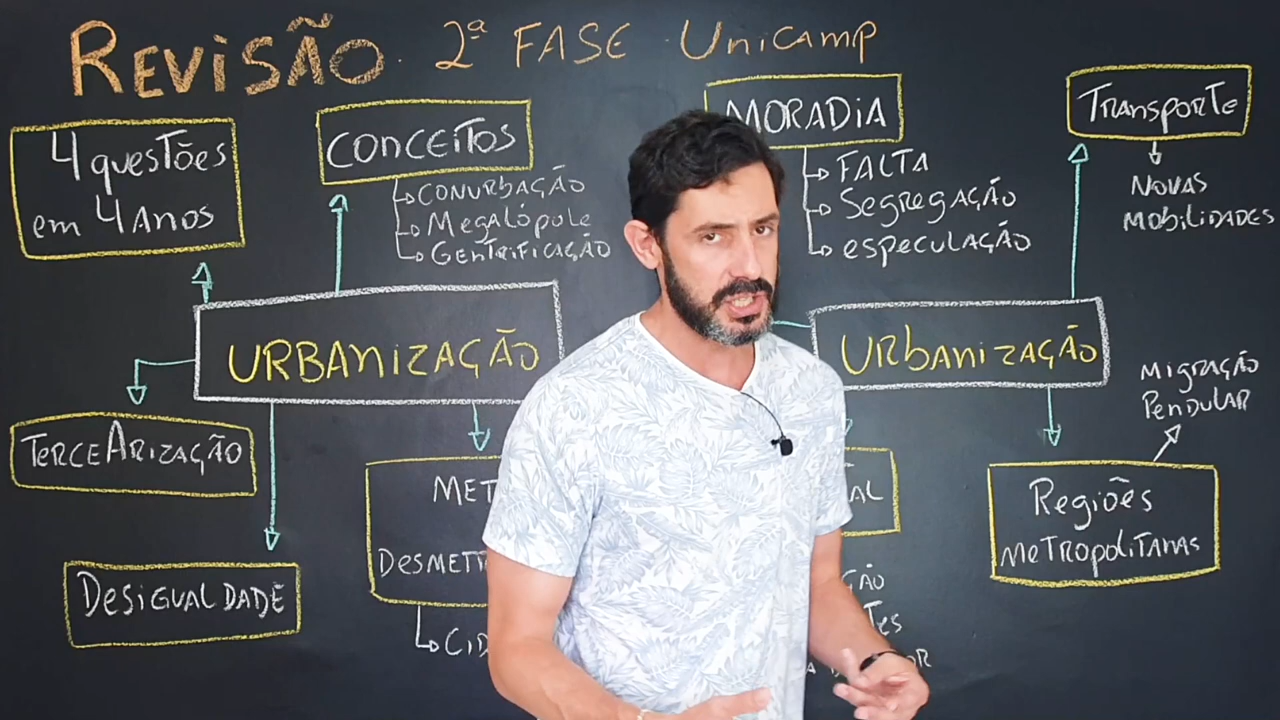 REVISÃO. 2ª FASE. Unicamp
4 questões
em 4 Anos
CONCEITOS
CONURBAÇÃO
Megalópole
Gentrificação
MORADIA
FALTA
Segregação
especulação
Transporte
Novas
mobilidades
URBANIZAÇÃO
URbANIZAÇÃO
Migração
Pendular
TERCEARIZAÇÃO
Regiões
metropolitanas
DesigualDADE